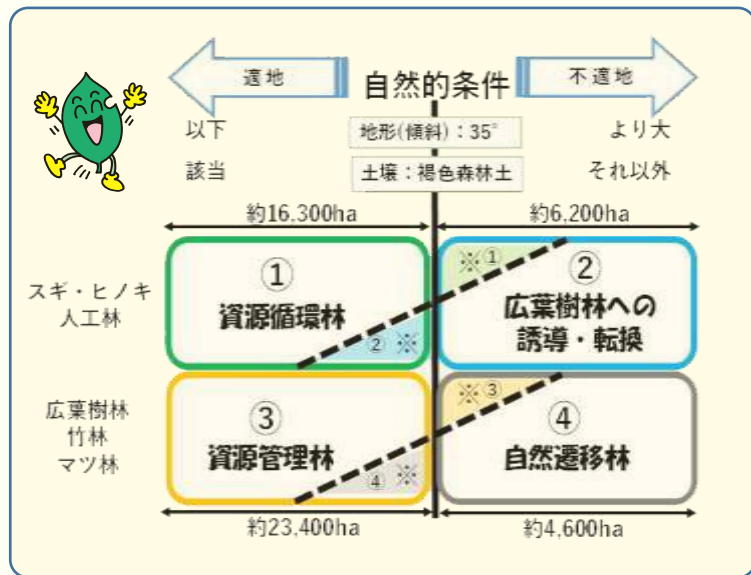 適地
自然的条件
不適地
以下
地形(傾斜):35°
より大
該当
土壌:褐色森林土
それ以外
約16,300ha
約6,200ha
スギ・ヒノキ
人工林
①
資源循環林
②※
※①
②
広葉樹林への
誘導・転換
広葉樹林
竹林
マツ林
③
資源管理林
④※
※③
④
自然遷移林
約23,400ha
約4,600ha